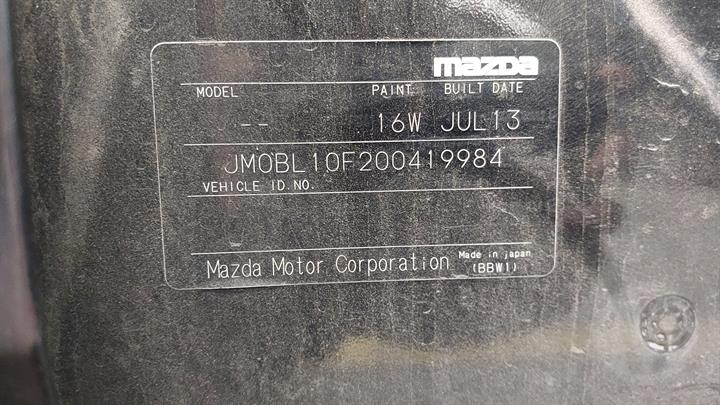 mazda
MODEL PAINT BUILT DATE
-- 16W JUL13
JM0BL10F200419984
VEHICLE ID.NO.
Mazda Motor Corporation Made in japan
(BBW1)